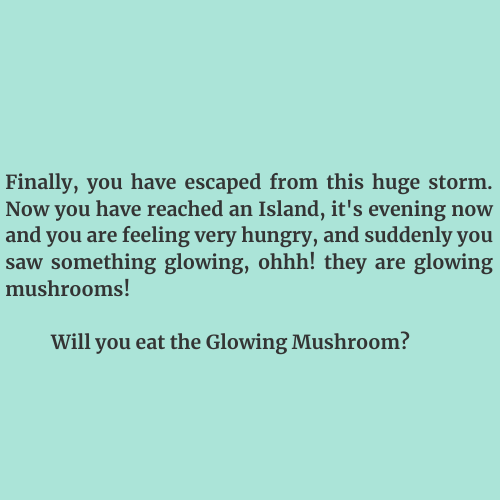 Finally, you have escaped from this huge storm.
Now you have reached an Island, it's evening now
and you are feeling very hungry, and suddenly you
saw something glowing, ohhh! they are glowing
mushrooms!
Will you eat the Glowing Mushroom?